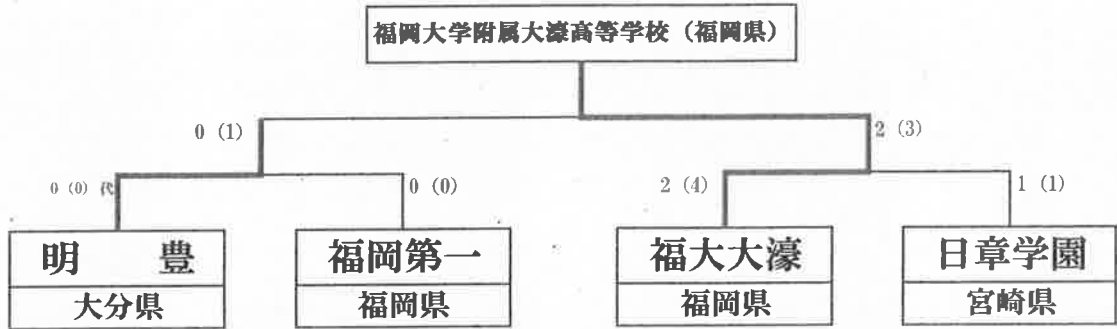 福岡大学附属大濠高等学校 (福岡県)
0 (1)
2 (3)
0 (0) 代
0 (0)
2 (4)
1 (1)
明 豊
福岡第一
福大大濠
日章学園
大分県
福岡県
福岡県
宮崎県